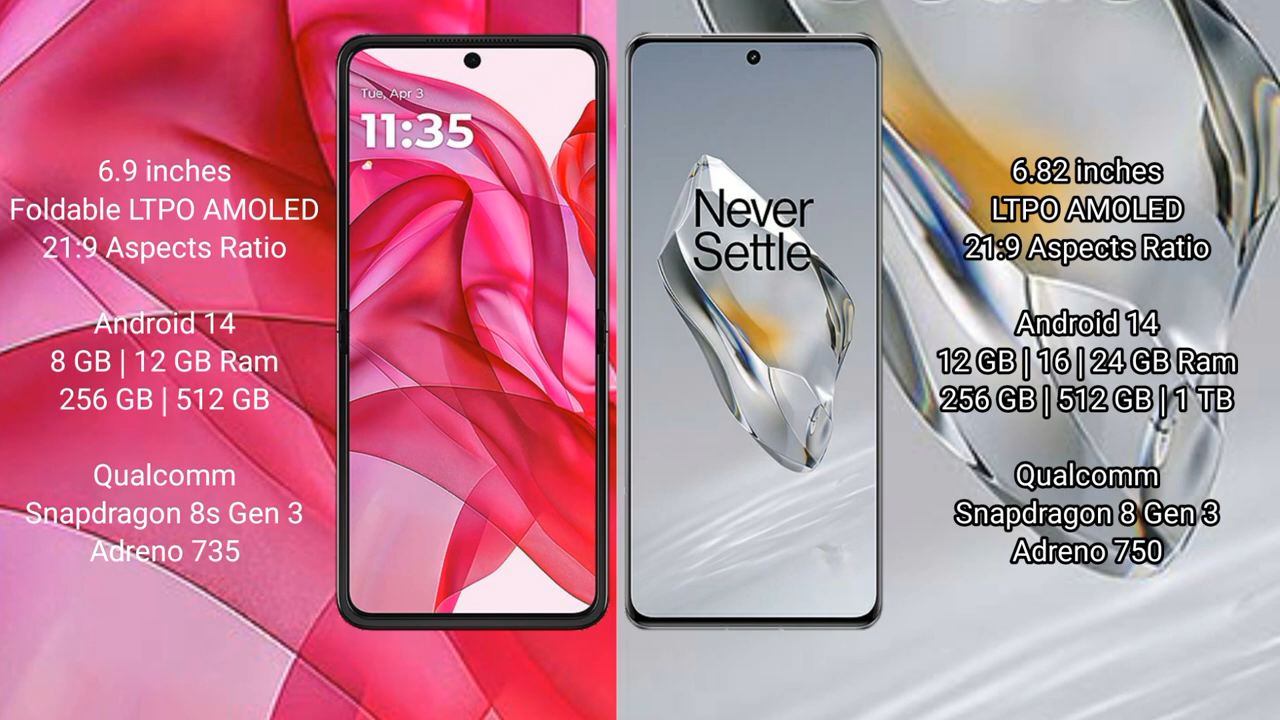 6.9 inches
Foldable LTPO AMOLED
21:9 Aspects Ratio
Android 14
8 GB | 12 GB Ram
256 GB | 512 GB
Qualcomm
Snapdragon 8s Gen 3
Adreno 735
Tue, Apr 3
11:35
Never
Settle
6.82 inches
LTPO AMOLED
21:9 Aspects Ratio
Android 14
12 GB | 16 | 24 GB Ram
256 GB | 512 GB | 1 TB
Qualcomm
Snapdragon 8 Gen 3
Adreno 750